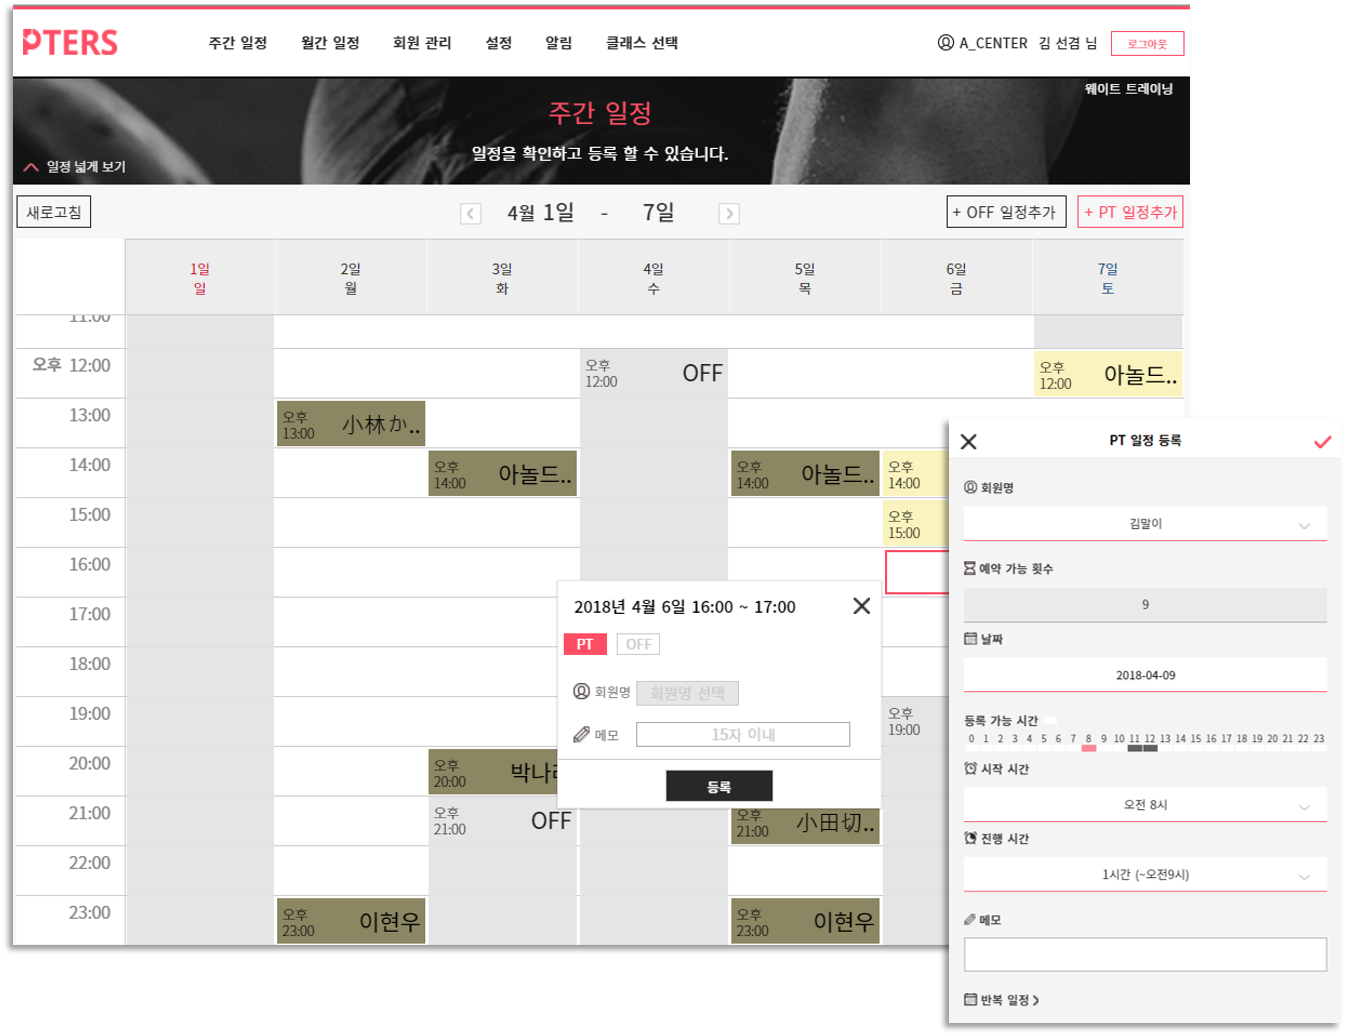 PTERS
주간 일정 월간 일정 회원 관리 설정 알림 클래스 선택
A_CENTER 김 선겸 님 로그아웃
웨이트 트레이닝
주간 일정
일정을 확인하고 등록 할 수 있습니다.
일정 넓게 보기
새로고침
4월 1일 - 7일
+ OFF 일정추가 + PT 일정추가
1일 2일 3일 4일 5일 6일 7일
일 월 화 수 목 금 토
11:00
오후 12:00
오후 12:00 OFF
오후 12:00 아놀드..
13:00
오후 13:00 小林か..
14:00
오후 14:00 아놀드..
오후 14:00 아놀드..
오후 14:00
15:00
오후 15:00
16:00
17:00
18:00
19:00
오후 19:00
20:00
오후 20:00 박나
21:00
오후 21:00 OFF
오후 21:00 小田切..
22:00
23:00
오후 23:00 이현우
오후 23:00 이현우
2018년 4월 6일 16:00 ~ 17:00
PT OFF
회원명 회원명 선택
메모 15자 이내
등록
PT 일정 등록
회원명
김말이
예약 가능 횟수
9
날짜
2018-04-09
등록 가능 시간
0 1 2 3 4 5 6 7 8 9 10 11 12 13 14 15 16 17 18 19 20 21 22 23
시작 시간
오전 8시
진행 시간
1시간 (~오전9시)
메모
반복 일정